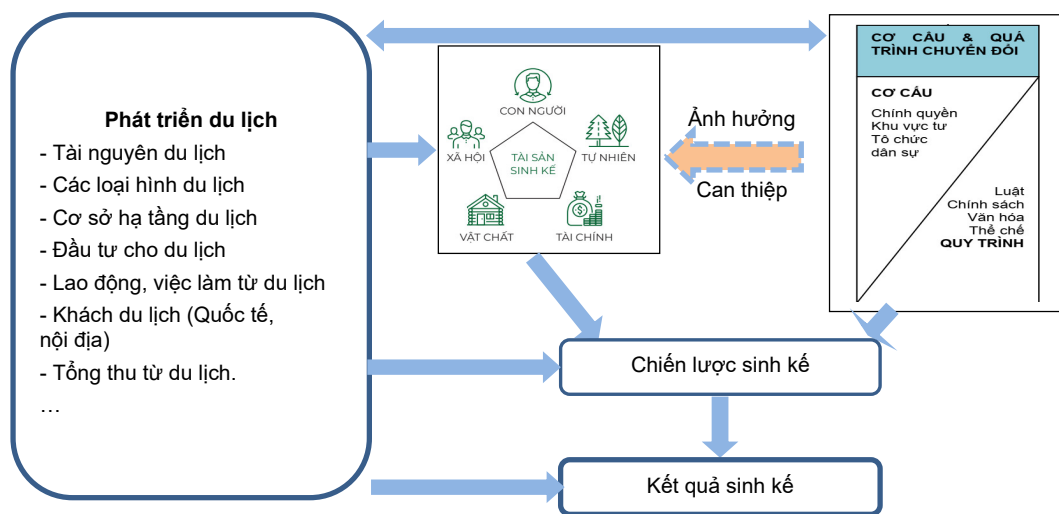 Phát triển du lịch
- Tài nguyên du lịch
- Các loại hình du lịch
- Cơ sở hạ tầng du lịch
- Đầu tư cho du lịch
- Lao động, việc làm từ du lịch
- Khách du lịch (Quốc tế,
nội địa)
- Tổng thu từ du lịch.
…
CON NGƯỜI
XÃ HỘI
TÀI SẢN
SINH KẾ
TỰ NHIÊN
VẬT CHẤT
TÀI CHÍNH
Ảnh hưởng
Can thiệp
CƠ CẤU & QUÁ
TRÌNH CHUYỂN ĐỔI
CƠ CẤU
Chính quyền
Khu vực tư
Tổ chức
dân sự
Luật
Chính sách
Văn hóa
Thể chế
QUY TRÌNH
Chiến lược sinh kế
Kết quả sinh kế